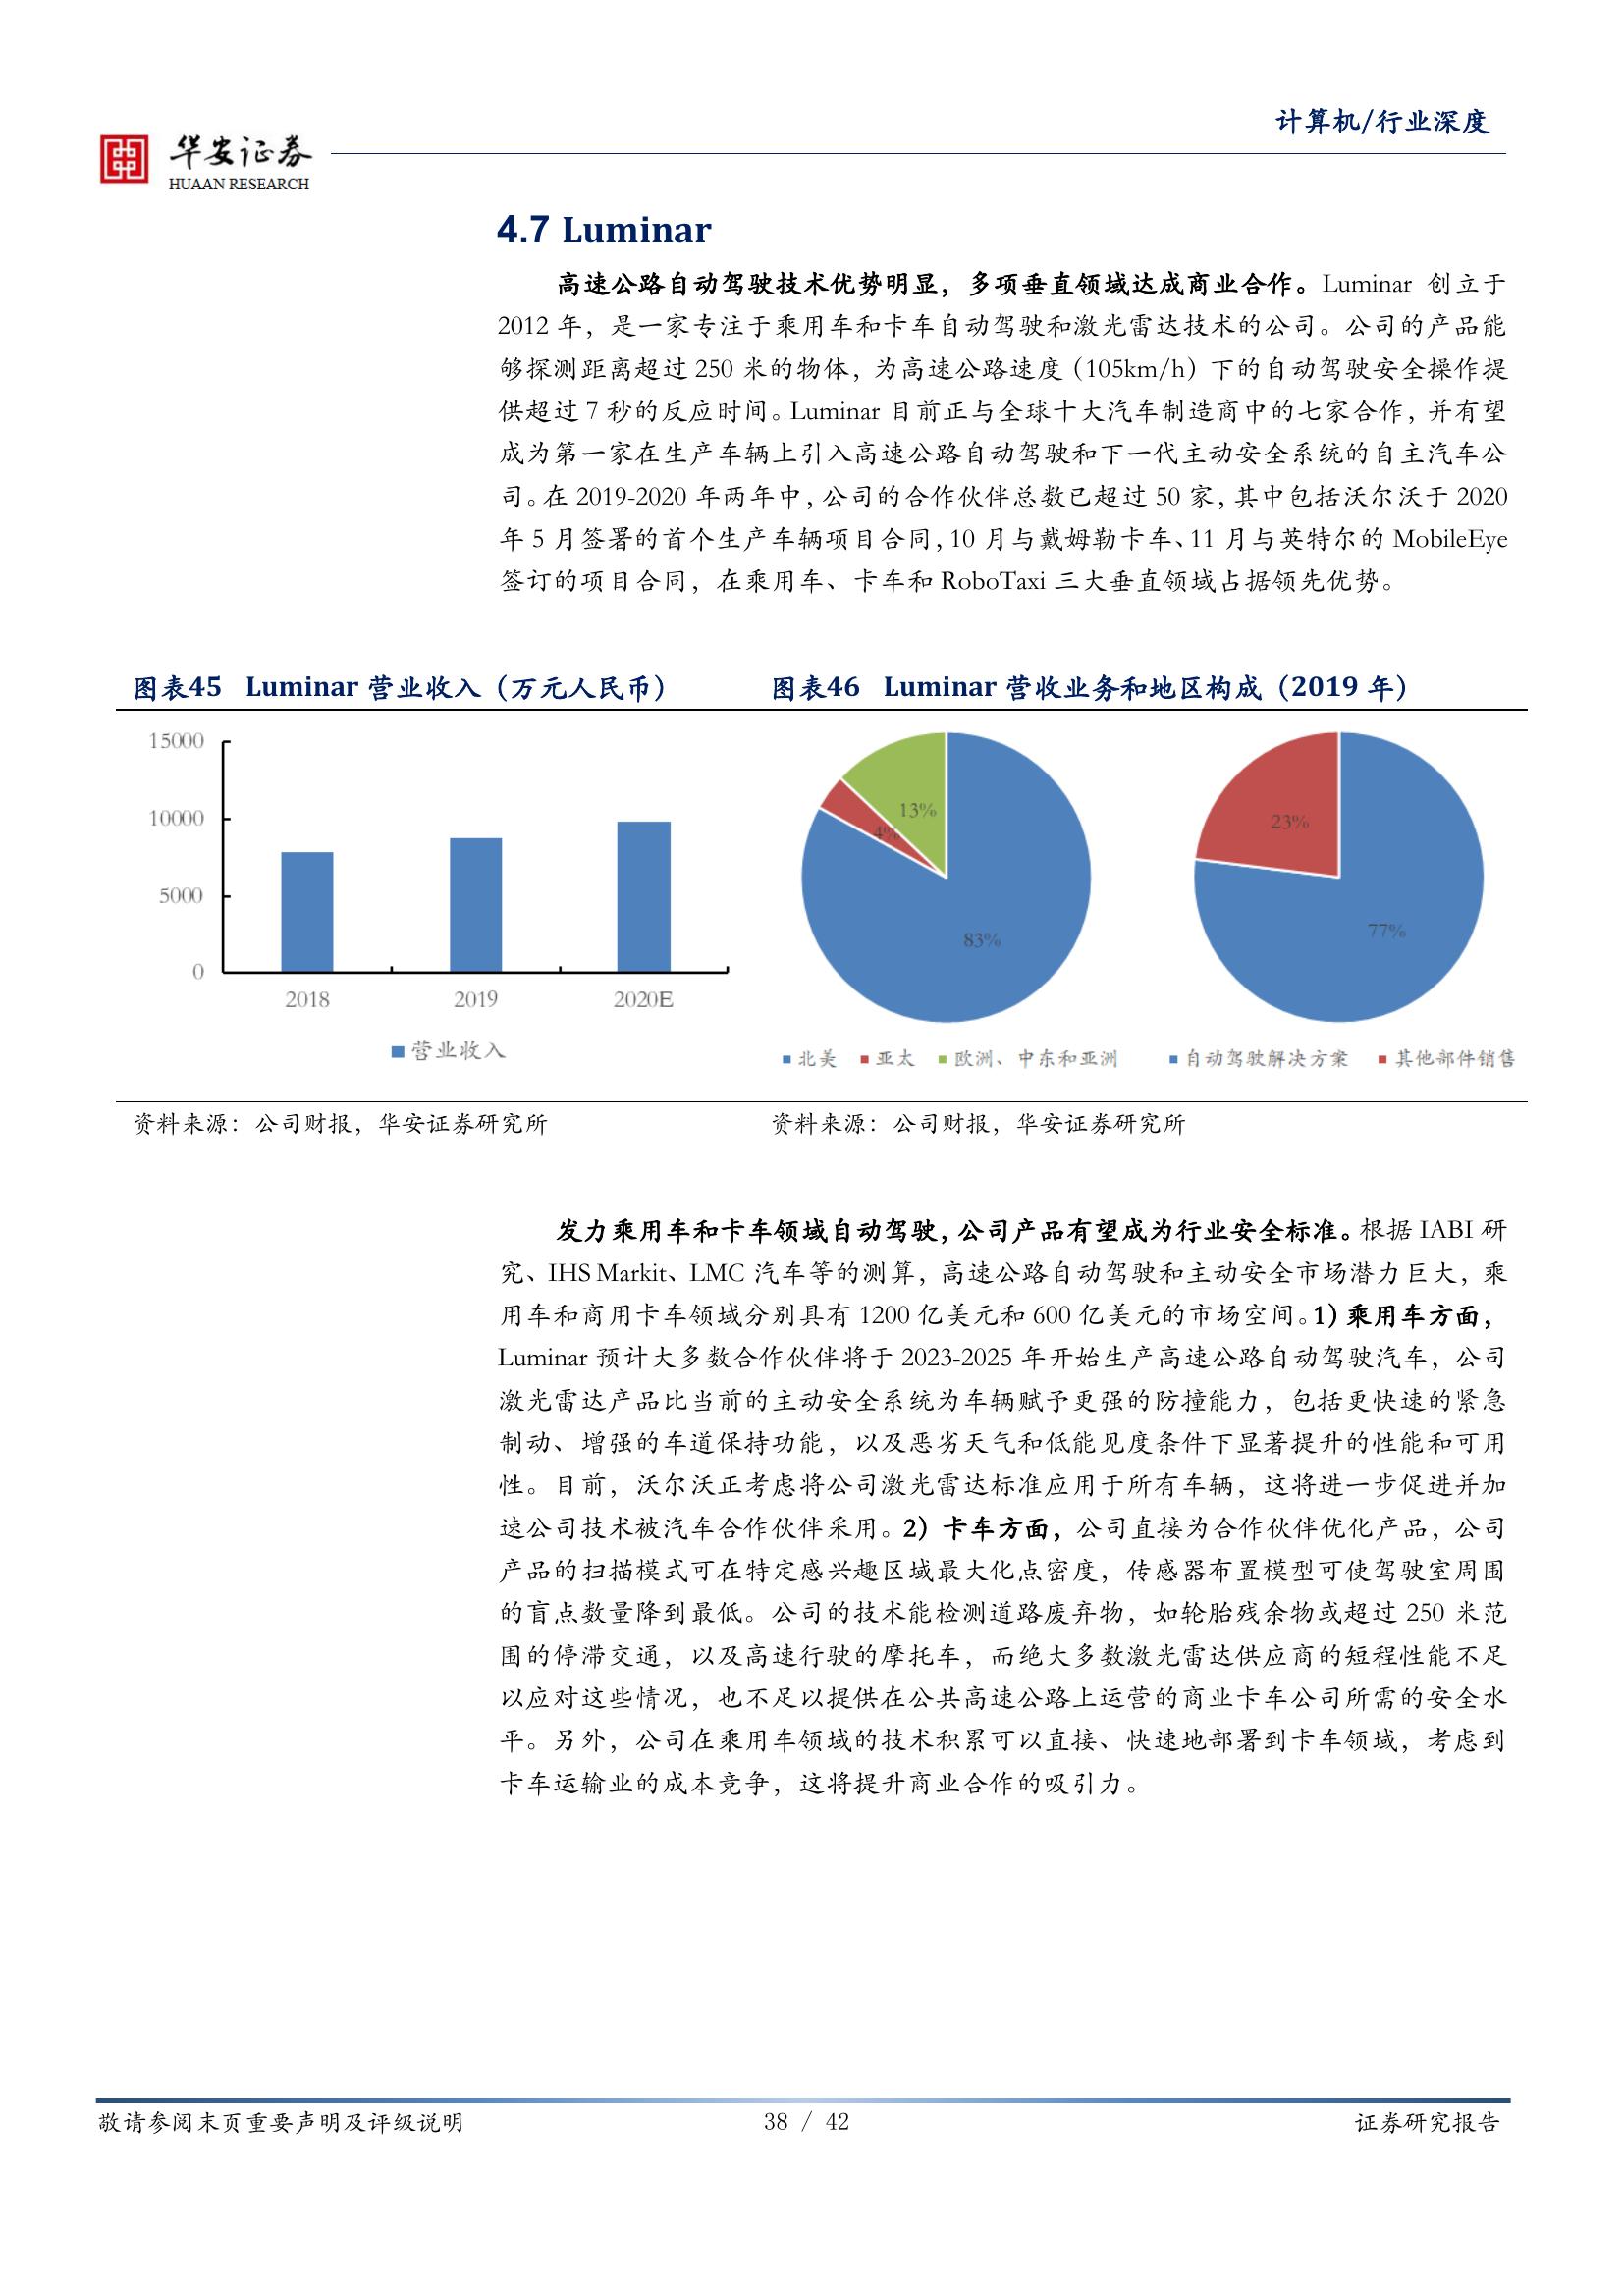 计算机/行业深度
华安证券
HUAAN RESEARCH
4.7 Luminar
高速公路自动驾驶技术优势明显，多项垂直领域达成商业合作。Luminar 创立于
2012 年，是一家专注于乘用车和卡车自动驾驶和激光雷达技术的公司。公司的产品能
够探测距离超过 250 米的物体，为高速公路速度（105km/h）下的自动驾驶安全操作提
供超过 7 秒的反应时间。Luminar 目前正与全球十大汽车制造商中的七家合作，并有望
成为第一家在生产车辆上引入高速公路自动驾驶和下一代主动安全系统的自主汽车公
司。在 2019-2020 年两年中，公司的合作伙伴总数已超过 50 家，其中包括沃尔沃于 2020
年 5 月签署的首个生产车辆项目合同，10 月与戴姆勒卡车、11 月与英特尔的 MobileEye
签订的项目合同，在乘用车、卡车和 RoboTaxi 三大垂直领域占据领先优势。
图表45 Luminar 营业收入（万元人民币）
15000
10000
5000
0
2018 2019 2020E
营业收入
资料来源：公司财报，华安证券研究所
图表46 Luminar 营收业务和地区构成（2019 年）
13%
4%
83%
23%
77%
北美 亚太 欧洲、中东和亚洲
自动驾驶解决方案 其他部件销售
资料来源：公司财报，华安证券研究所
发力乘用车和卡车领域自动驾驶，公司产品有望成为行业安全标准。根据 IABI 研
究、IHS Markit、LMC 汽车等的测算，高速公路自动驾驶和主动安全市场潜力巨大，乘
用车和商用卡车领域分别具有 1200 亿美元和 600 亿美元的市场空间。1）乘用车方面，
Luminar 预计大多数合作伙伴将于 2023-2025 年开始生产高速公路自动驾驶汽车，公司
激光雷达产品比当前的主动安全系统为车辆赋予更强的防撞能力，包括更快速的紧急
制动、增强的车道保持功能，以及恶劣天气和低能见度条件下显著提升的性能和可用
性。目前，沃尔沃正考虑将公司激光雷达标准应用于所有车辆，这将进一步促进并加
速公司技术被汽车合作伙伴采用。2）卡车方面，公司直接为合作伙伴优化产品，公司
产品的扫描模式可在特定感兴趣区域最大化点密度，传感器布置模型可使驾驶室周围
的盲点数量降到最低。公司的技术能检测道路废弃物，如轮胎残余物或超过 250 米范
围的停滞交通，以及高速行驶的摩托车，而绝大多数激光雷达供应商的短程性能不足
以应对这些情况，也不足以提供在公共高速公路上运营的商业卡车公司所需的安全水
平。另外，公司在乘用车领域的技术积累可以直接、快速地部署到卡车领域，考虑到
卡车运输业的成本竞争，这将提升商业合作的吸引力。
敬请参阅末页重要声明及评级说明
38 / 42
证券研究报告